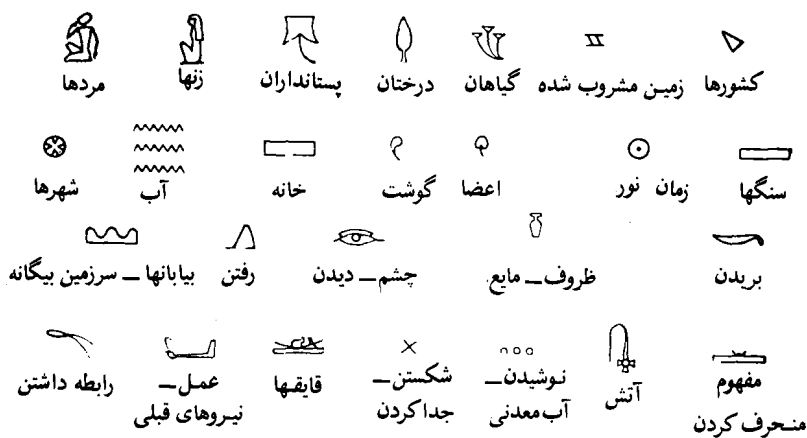 کشورها زمین مشروب شده گیاهان درختان پستانداران زنها مردها
سنگها زمان نور اعضا گوشت خانه آب شهرها
بریدن ظروف — مایع چشم — دیدن رفتن بیابانها — سرزمین بیگانه
مفهوم آتش نوشیدن — شکستن — قایقها عمل — رابطه داشتن
منحرف کردن آب معدنی جدا کردن نیروهای قبلی